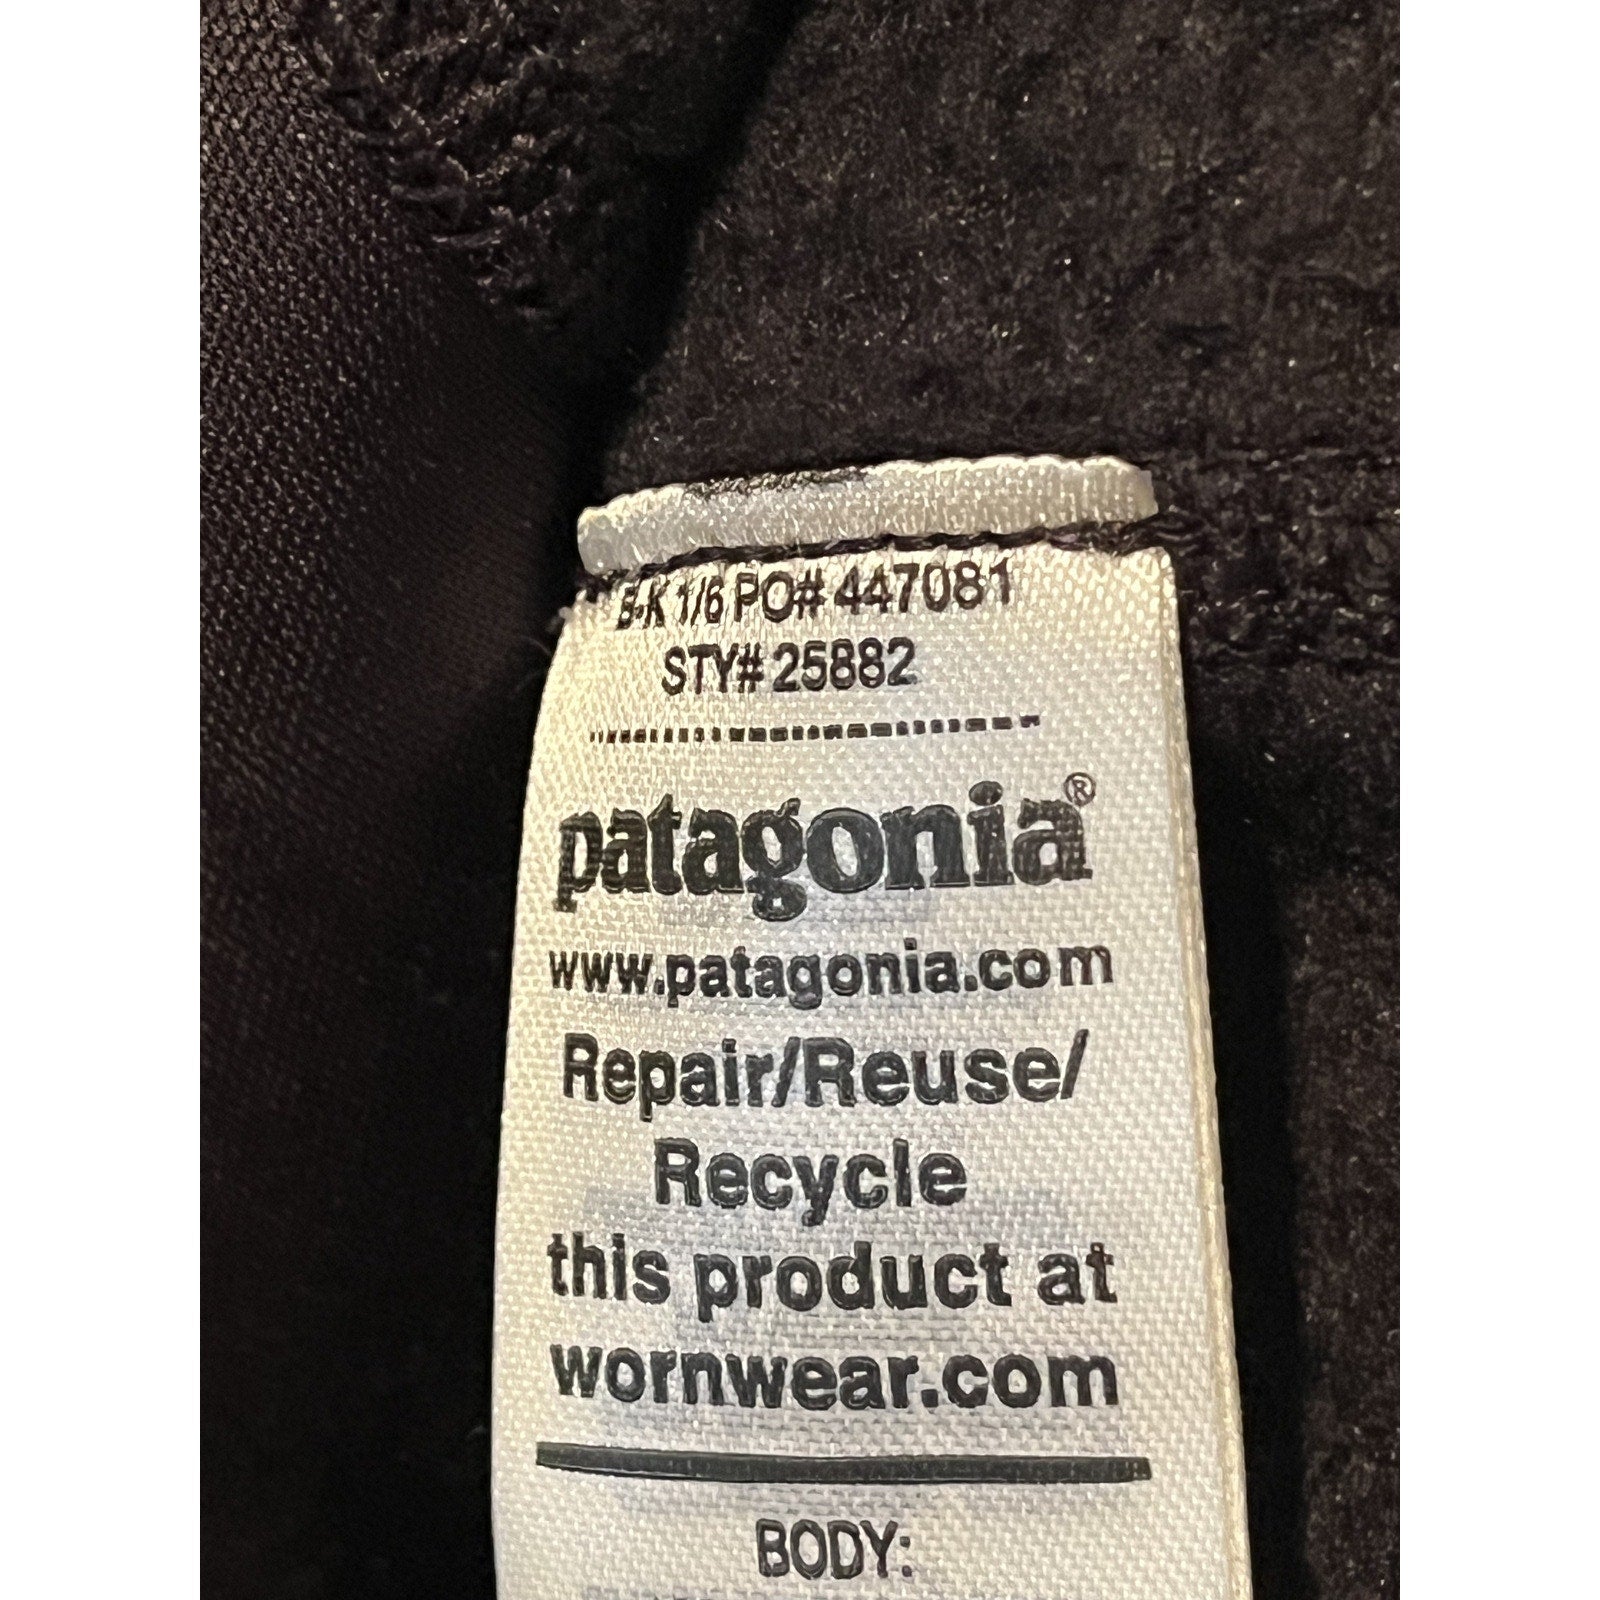 B-K 1/6 PO# 447081
STY# 25882
patagonia®
www.patagonia.com
Repair/Reuse/
Recycle
this product at
wornwear.com
BODY: